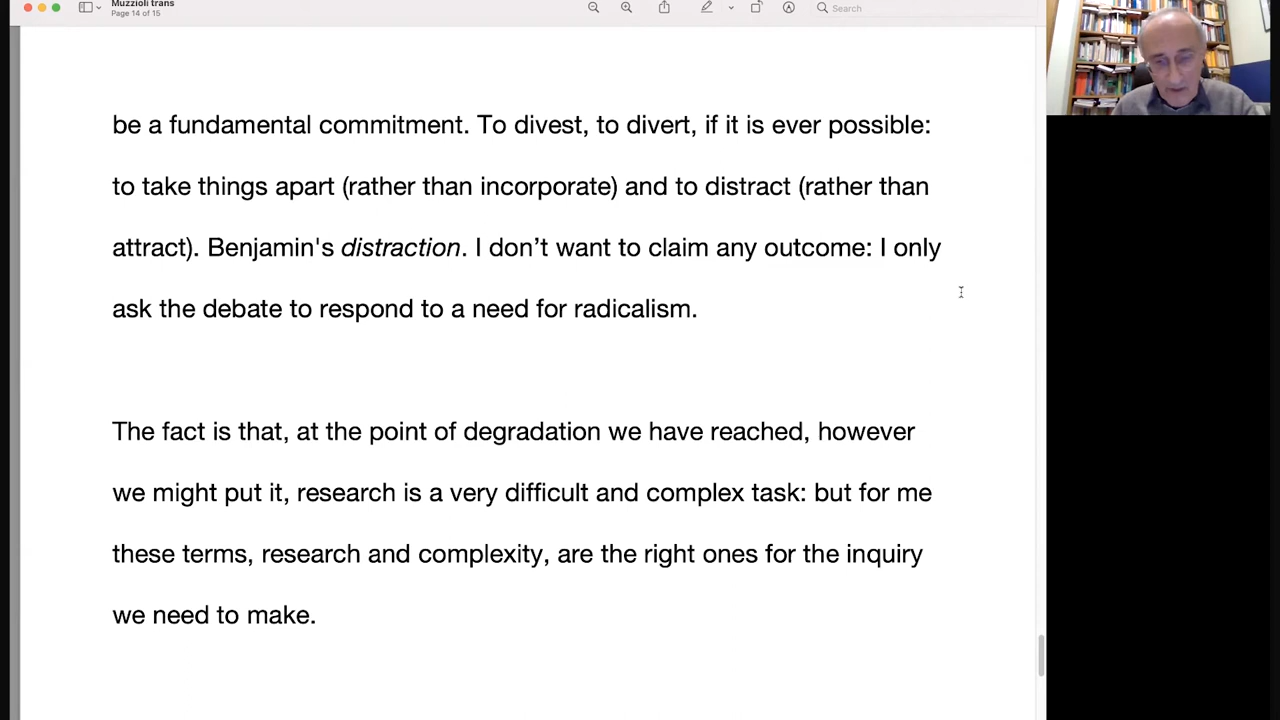 Muzzioli trans
Page 14 of 15
Search
be a fundamental commitment. To divest, to divert, if it is ever possible:
to take things apart (rather than incorporate) and to distract (rather than
attract). Benjamin's distraction. I don’t want to claim any outcome: I only
ask the debate to respond to a need for radicalism.
The fact is that, at the point of degradation we have reached, however
we might put it, research is a very difficult and complex task: but for me
these terms, research and complexity, are the right ones for the inquiry
we need to make.